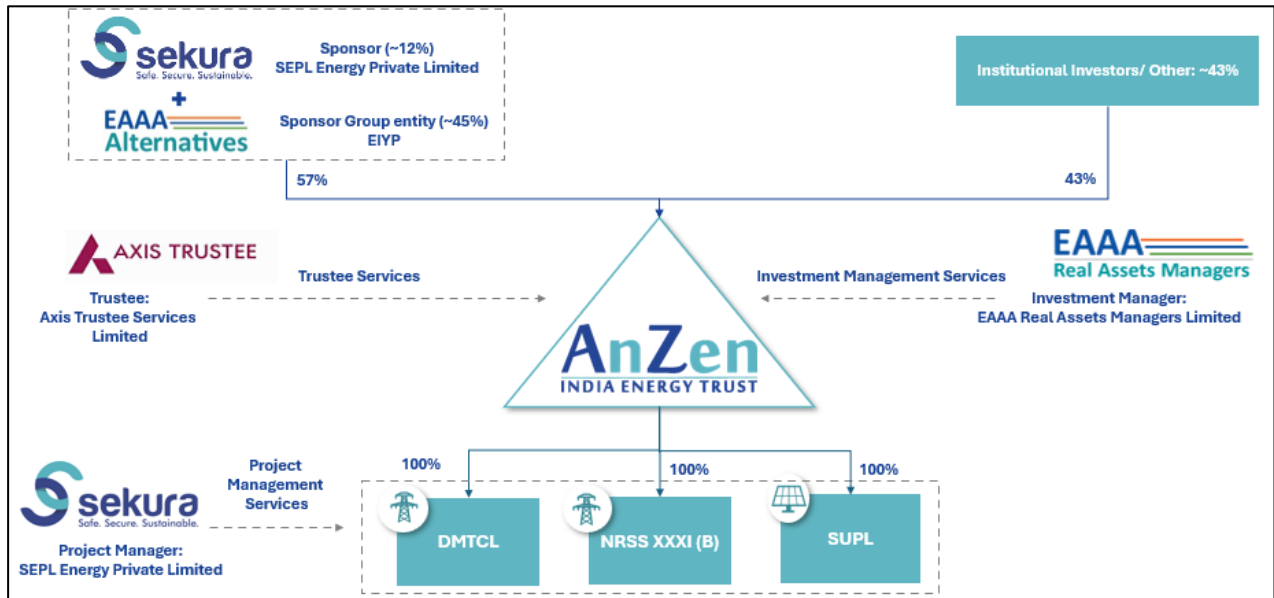 sekura
Safe. Secure. Sustainable.
+
EAAA
Alternatives
Sponsor (~12%)
SEPL Energy Private Limited
Sponsor Group entity (~45%)
EIYP
Institutional Investors/ Other: ~43%
57%
43%
AXIS TRUSTEE
Trustee:
Axis Trustee Services
Limited
Trustee Services
Investment Management Services
EAAA
Real Assets Managers
Investment Manager:
EAAA Real Assets Managers Limited
AnZen
INDIA ENERGY TRUST
sekura
Safe. Secure. Sustainable.
Project Manager:
SEPL Energy Private Limited
Project
Management
Services
100%
100%
100%
DMTCL
NRSS XXXI (B)
SUPL